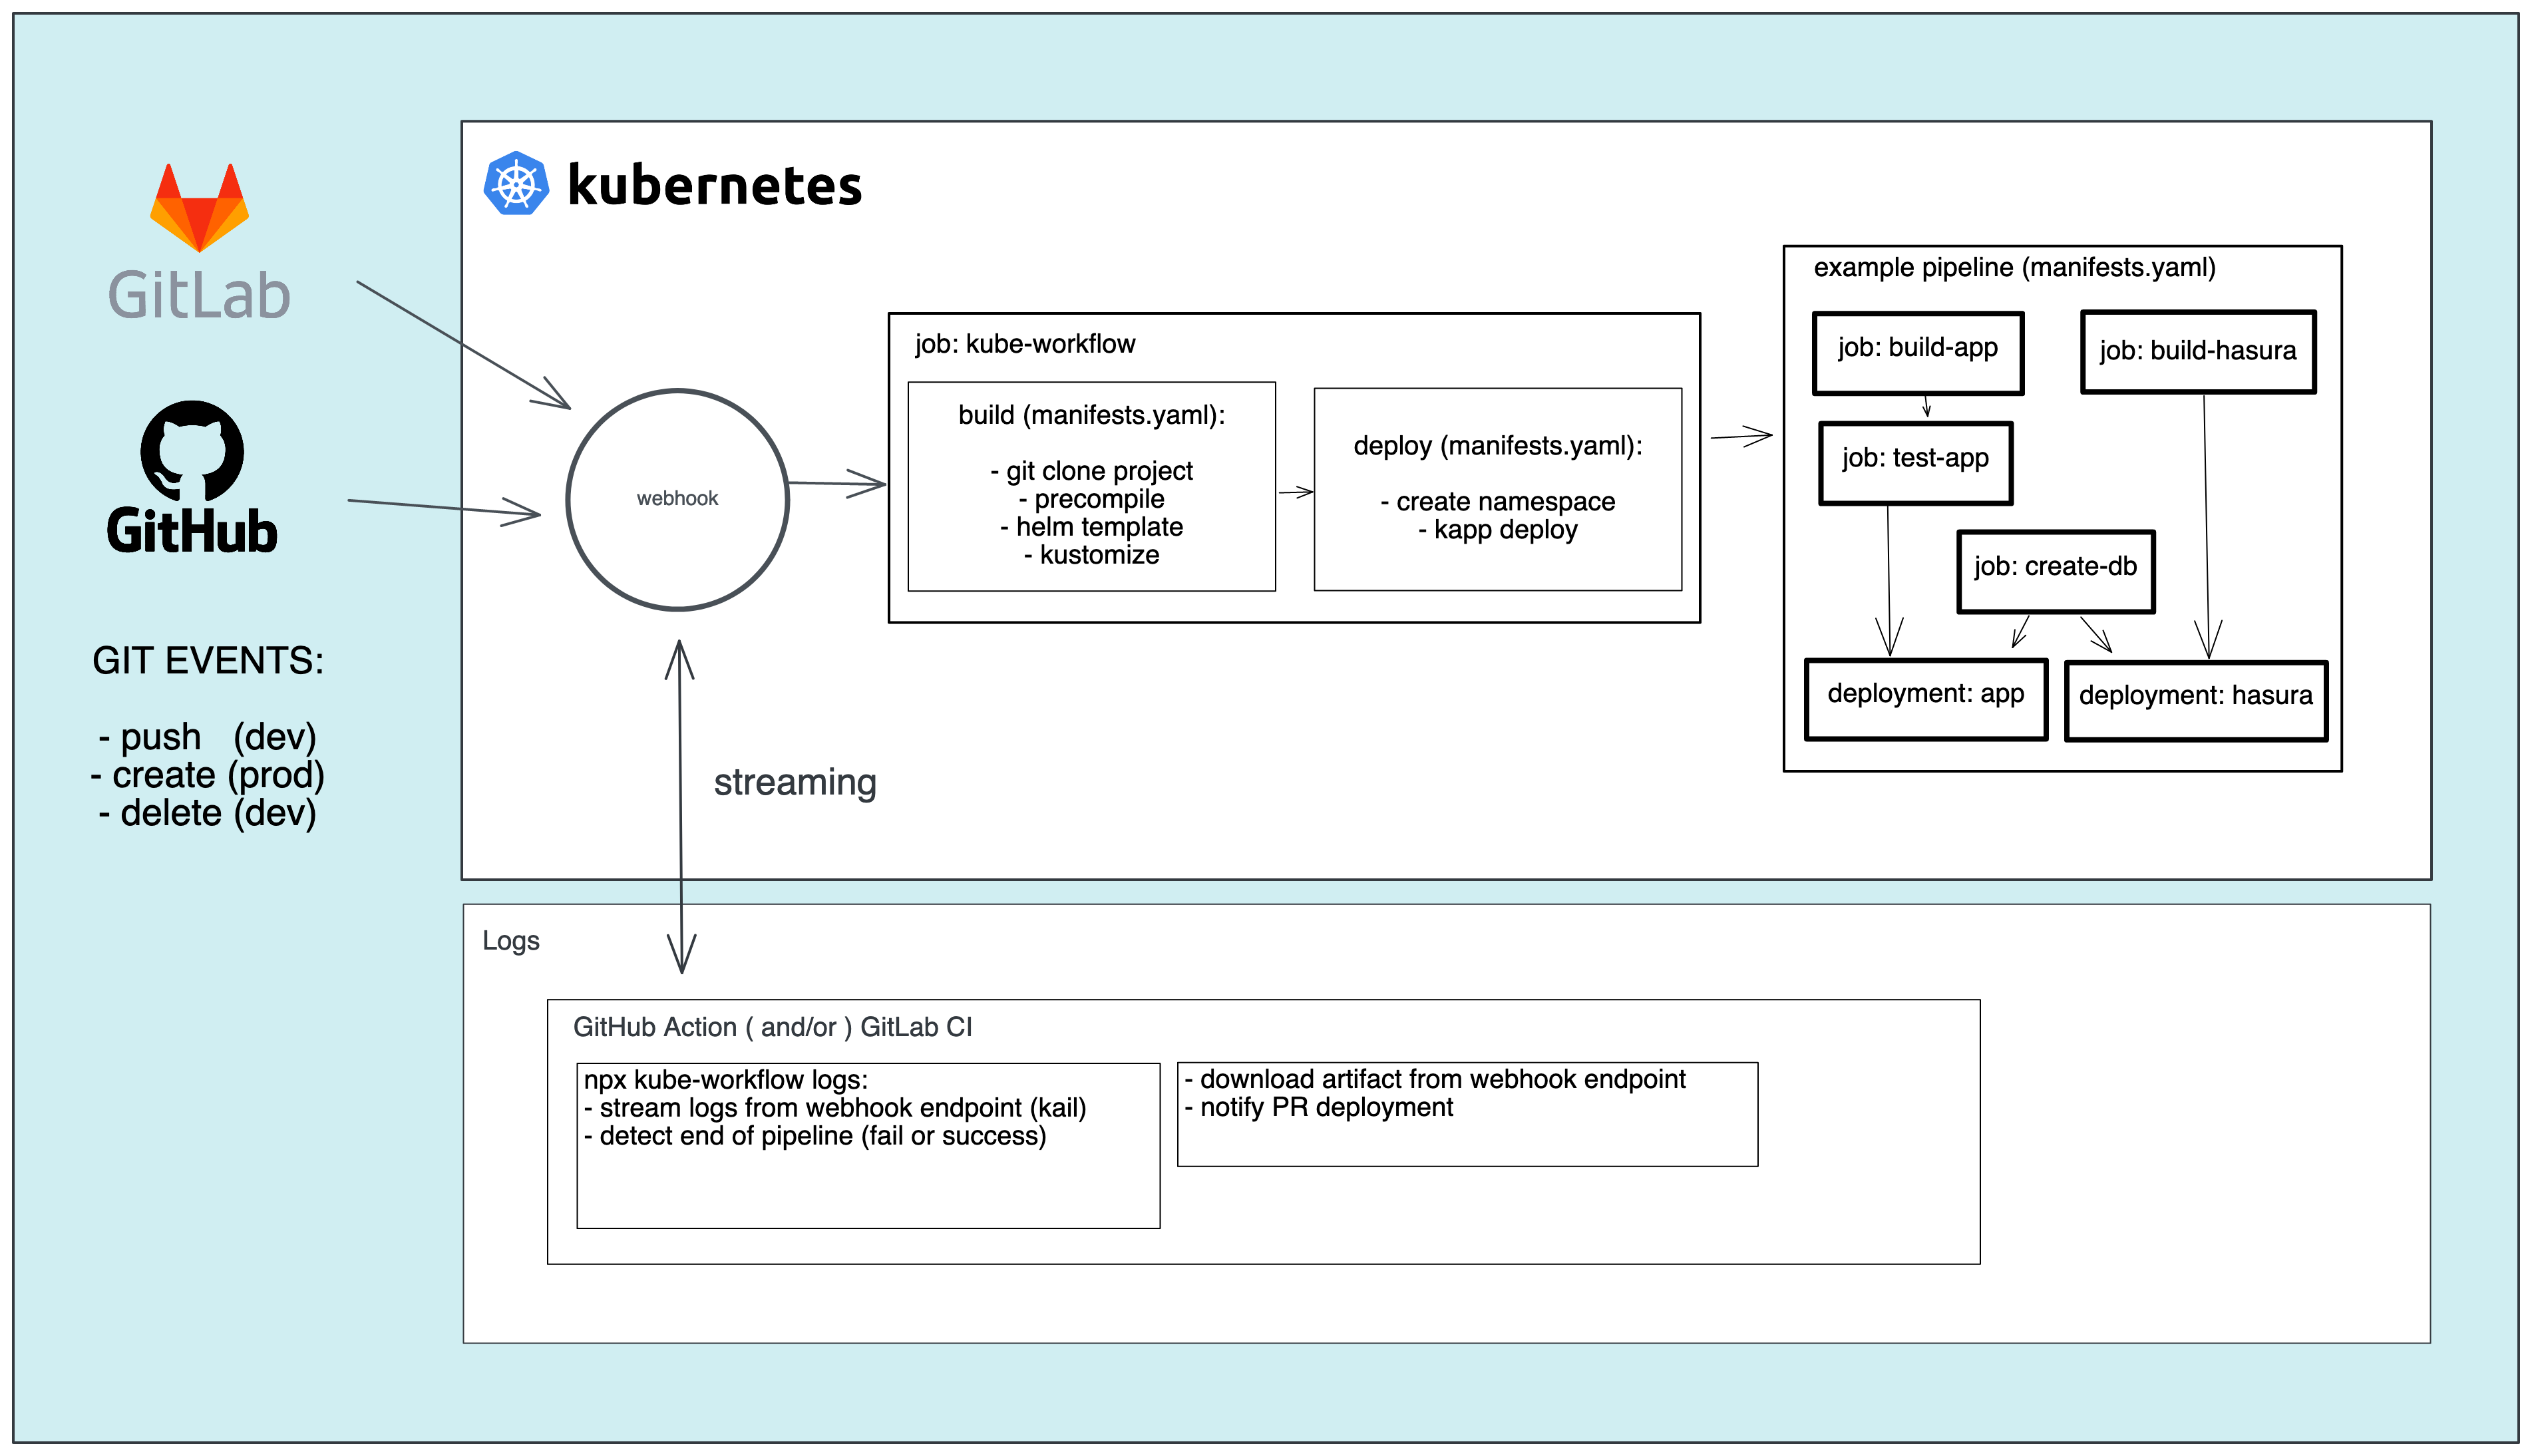 kubernetes
GitLab
GitHub
GIT EVENTS:
- push   (dev)
- create (prod)
- delete (dev)
webhook
job: kube-workflow
build (manifests.yaml):
- git clone project
- precompile
- helm template
- kustomize
deploy (manifests.yaml):
- create namespace
- kapp deploy
example pipeline (manifests.yaml)
job: build-app
job: build-hasura
job: test-app
job: create-db
deployment: app
deployment: hasura
streaming
Logs
GitHub Action ( and/or ) GitLab CI
npx kube-workflow logs:
- stream logs from webhook endpoint (kail)
- detect end of pipeline (fail or success)
- download artifact from webhook endpoint
- notify PR deployment